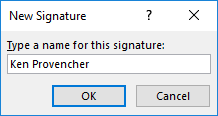 New Signature
?
Type a name for this signature:
Ken Provencher
OK
Cancel